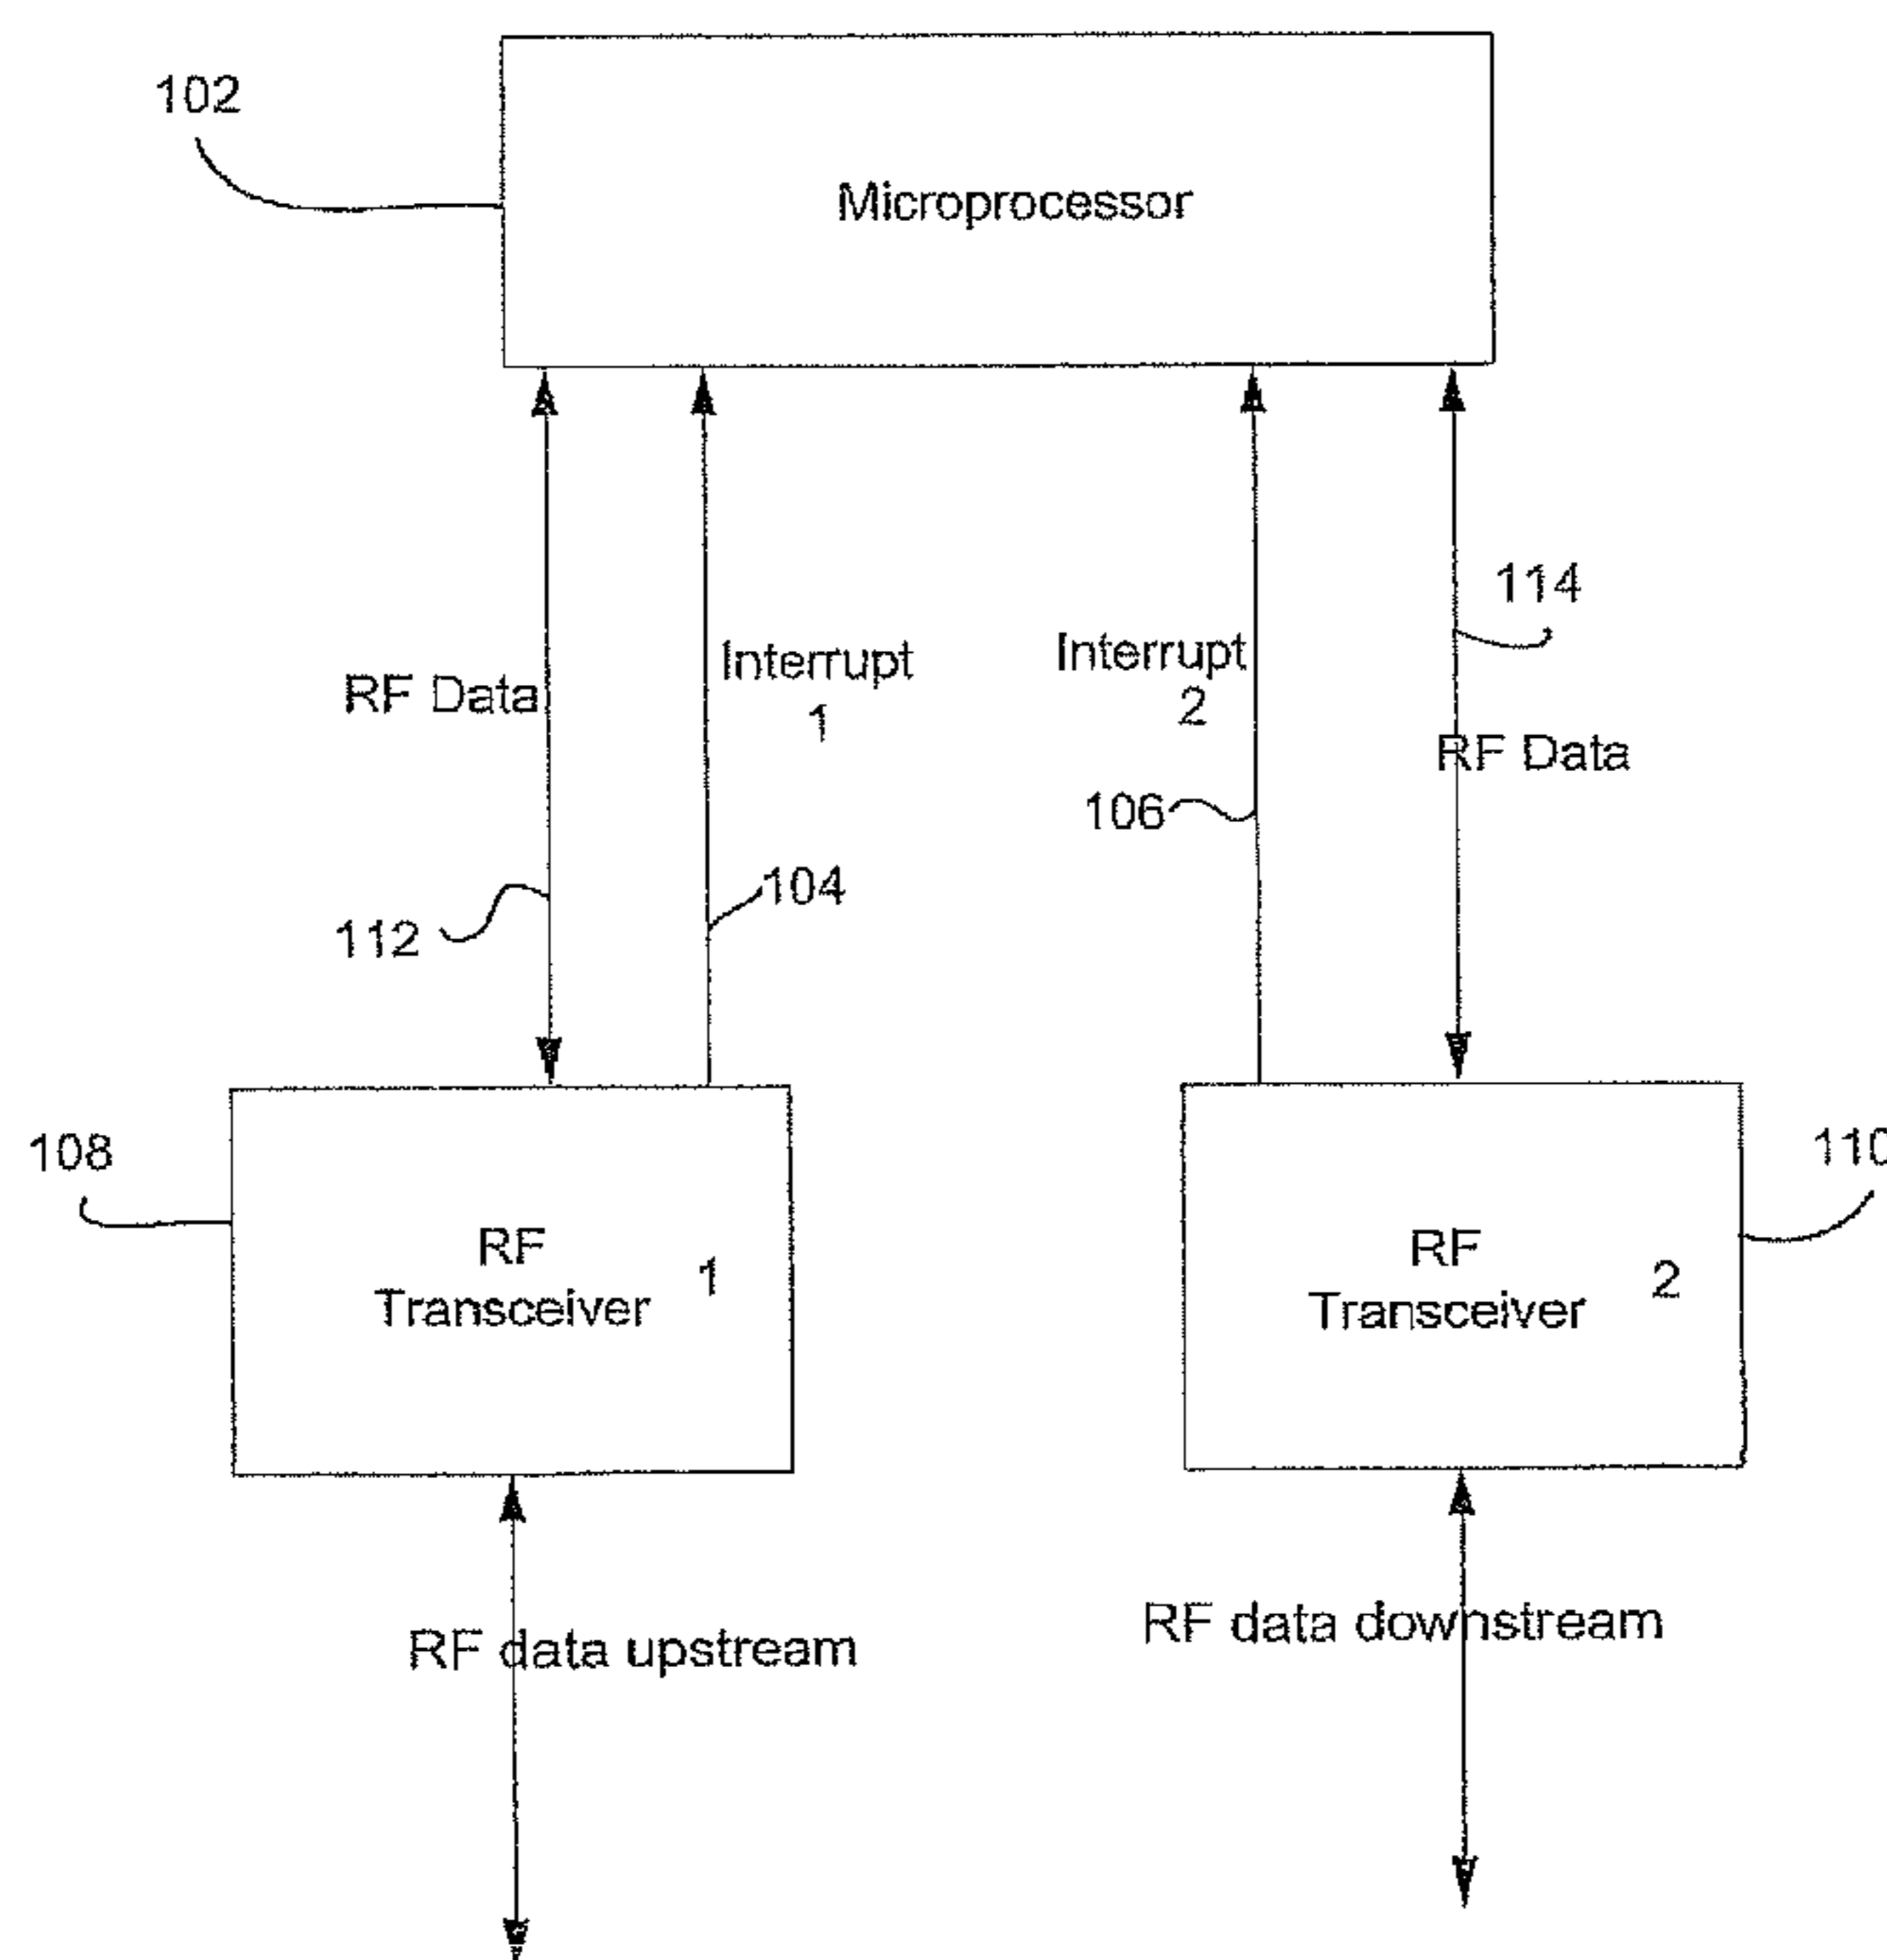 102
Microprocessor
114
Interrupt
1
Interrupt
2
RF Data
RF Data
106
104
112
108
110
RF
Transceiver 1
RF
Transceiver 2
RF data upstream
RF data downstream